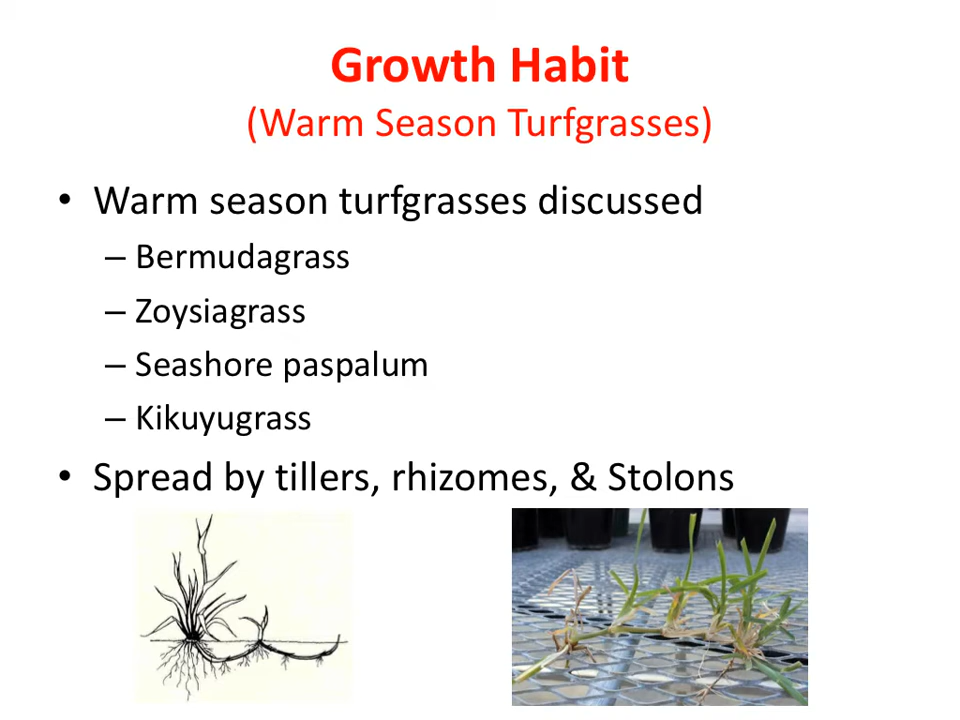 Growth Habit
(Warm Season Turfgrasses)
• Warm season turfgrasses discussed
– Bermudagrass
– Zoysiagrass
– Seashore paspalum
– Kikuyugrass
• Spread by tillers, rhizomes, & Stolons